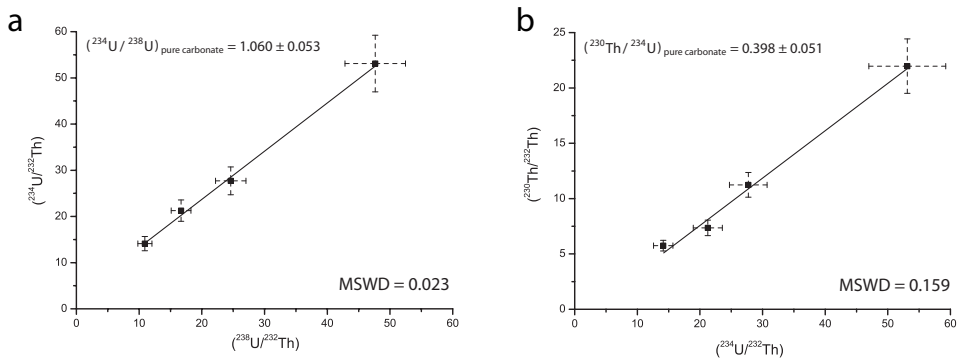 a
(²³⁴U / ²³⁸U) pure carbonate = 1.060 ± 0.053
60
50
40
30
20
10
0
(²³⁴U/²³²Th)
MSWD = 0.023
0 10 20 30 40 50 60
(²³⁸U/²³²Th)
b
(²³⁰Th/ ²³⁴U) pure carbonate = 0.398 ± 0.051
25
20
15
10
5
0
(²³⁰Th/²³²Th)
MSWD = 0.159
0 10 20 30 40 50 60
(²³⁴U/²³²Th)